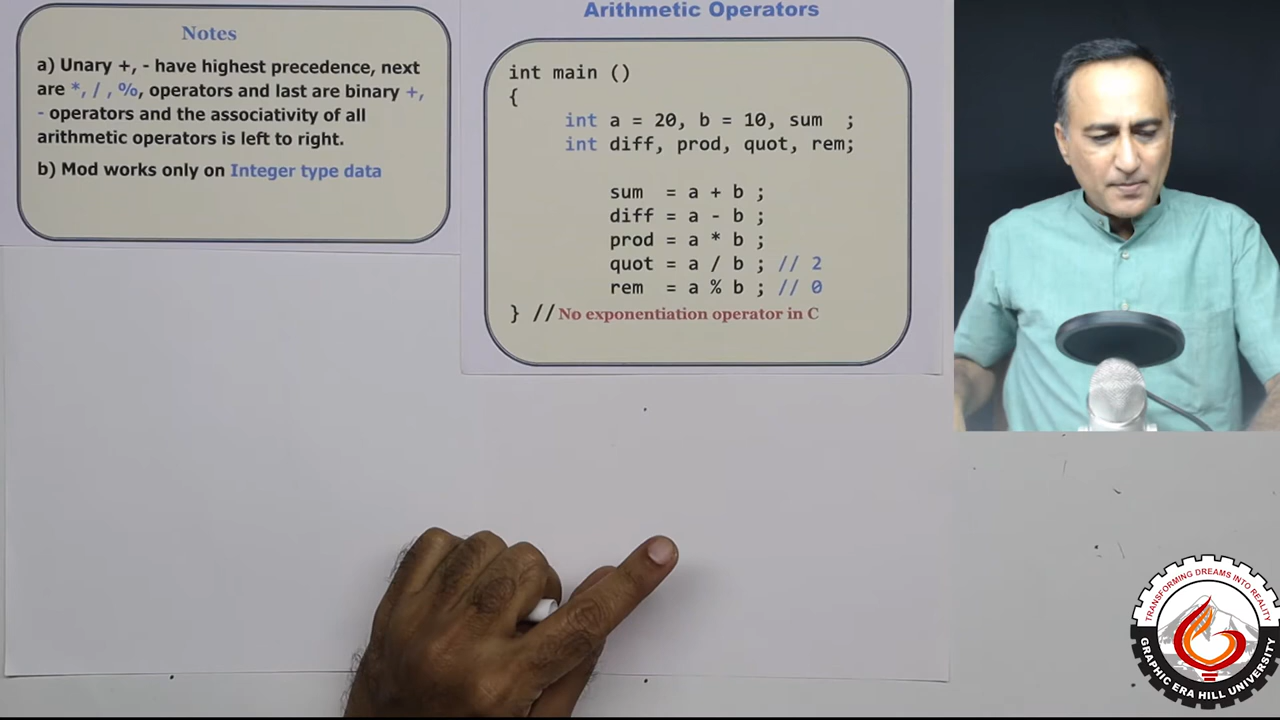 Notes
a) Unary +, - have highest precedence, next
are *, / , %, operators and last are binary +,
- operators and the associativity of all
arithmetic operators is left to right.
b) Mod works only on Integer type data
Arithmetic Operators
int main ()
{
int a = 20, b = 10, sum ;
int diff, prod, quot, rem;
sum = a + b ;
diff = a - b ;
prod = a * b ;
quot = a / b ; // 2
rem = a % b ; // 0
} // No exponentiation operator in C
TRANSFORMING DREAMS INTO REALITY
GRAPHIC ERA HILL UNIVERSITY